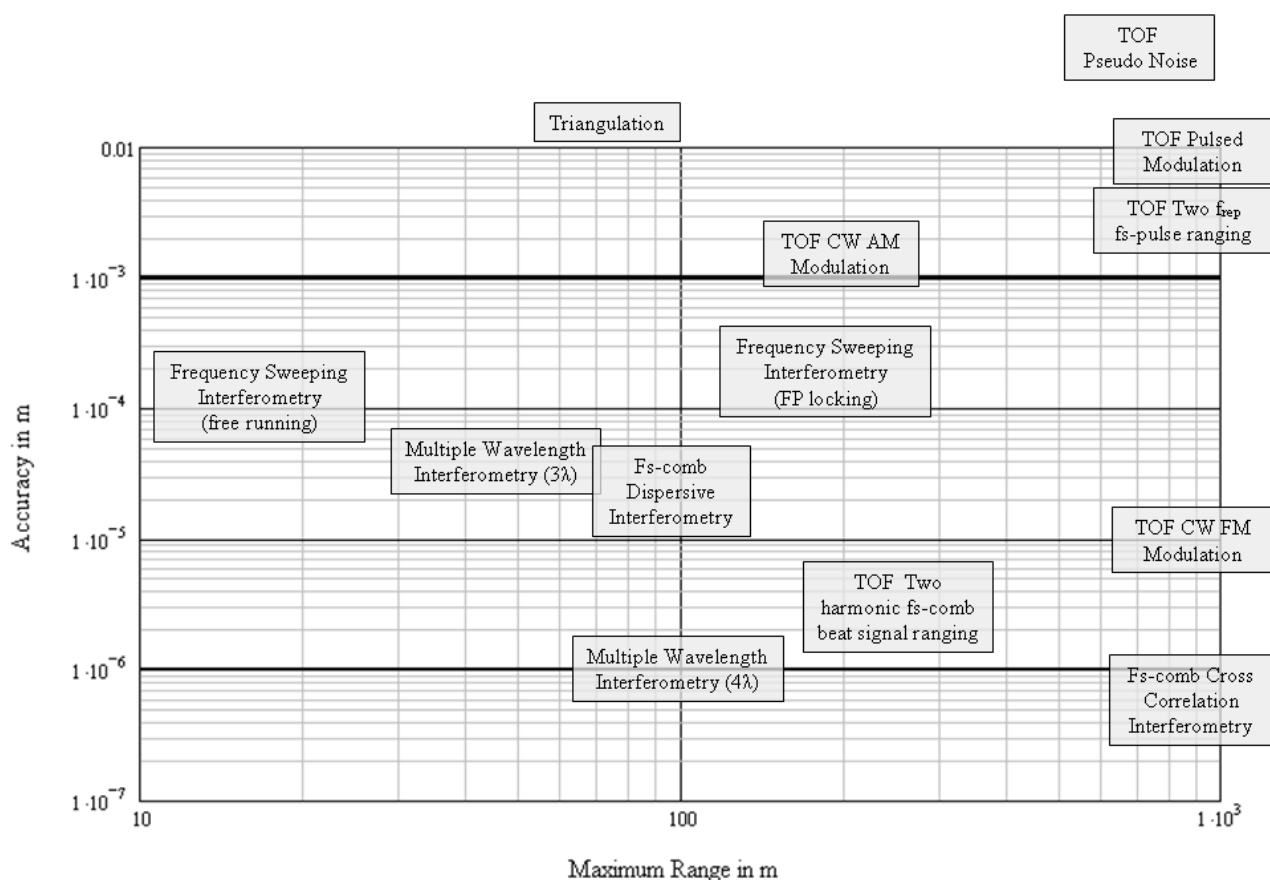 TOF
Pseudo Noise
Triangulation
TOF Pulsed
Modulation
0.01
TOF Two f_rep
fs-pulse ranging
TOF CW AM
Modulation
1·10⁻³
Frequency Sweeping
Interferometry
(FP locking)
Frequency Sweeping
Interferometry
(free running)
1·10⁻⁴
Multiple Wavelength
Interferometry (3λ)
Fs-comb
Dispersive
Interferometry
TOF CW FM
Modulation
1·10⁻⁵
TOF Two
harmonic fs-comb
beat signal ranging
Multiple Wavelength
Interferometry (4λ)
1·10⁻⁶
Fs-comb Cross
Correlation
Interferometry
1·10⁻⁷
Accuracy in m
10
100
1·10³
Maximum Range in m